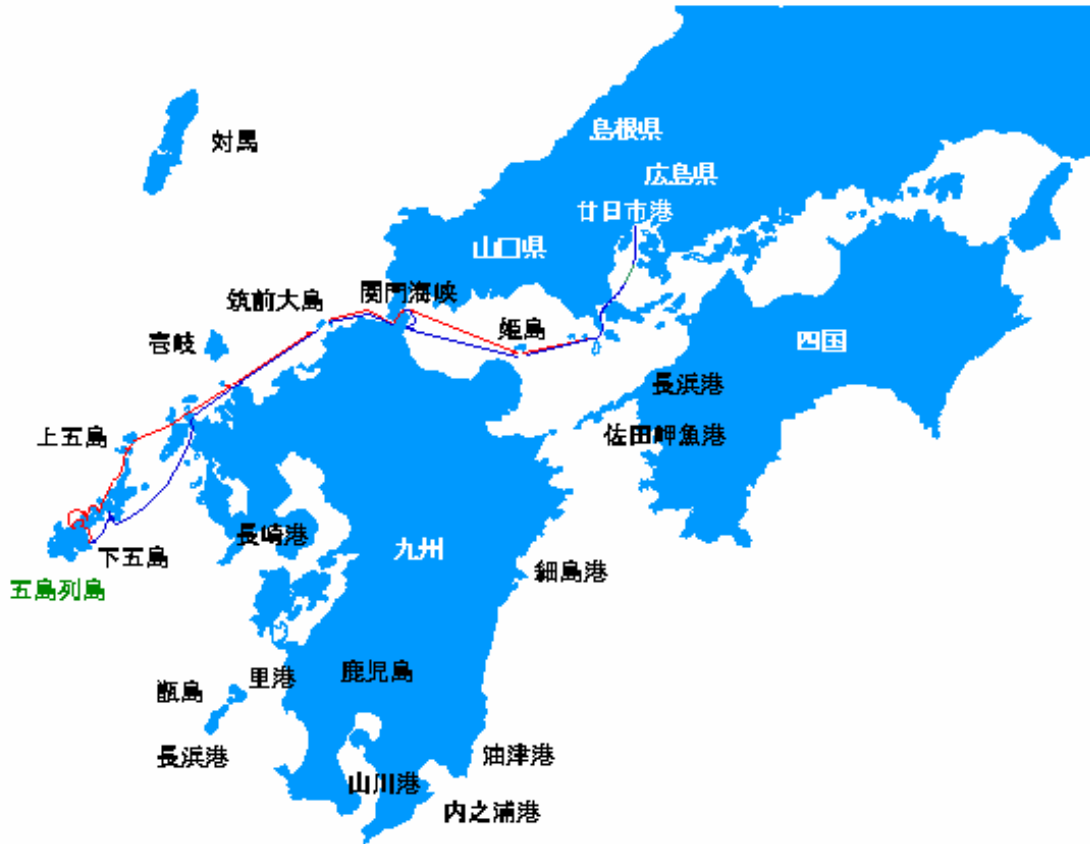 島根県
対馬
広島県
廿日市港
山口県
関門海峡
筑前大島
姫島
壱岐
四国
長浜港
上五島
佐田岬魚港
長崎港
九州
下五島
細島港
五島列島
里港
鹿児島
甑島
長浜港
油津港
山川港
内之浦港